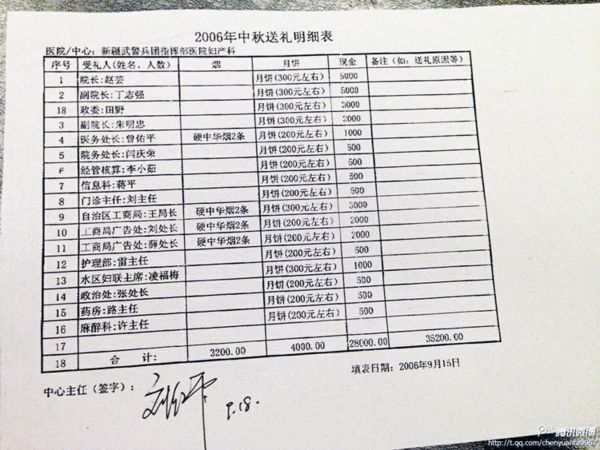 2006年中秋送礼明细表
医院/中心：新疆武警兵团指挥部医院妇产科
序号 受礼人(姓名、人数) 烟 月饼 现金 备注(如：送礼原因等)
1 院长:赵芸 月饼(300元左右) 5000
2 副院长:丁志强 月饼(300元左右) 5000
18 政委:田野 月饼(300元左右) 3000
3 副院长:朱明忠 月饼(300元左右) 2000
4 医务处长:曾佑平 硬中华烟2条 月饼(200元左右) 1000
5 院务处长:闫庆荣 月饼(200元左右) 500
6 经管核算:李小茹 月饼(200元左右) 500
7 信息科:蒋平 月饼(200元左右) 500
8 门诊主任:刘主任 月饼(200元左右) 500
9 自治区工商局:王局长 硬中华烟2条 月饼(300元左右) 3000
10 工商局广告处:刘处长 硬中华烟2条 月饼(200元左右) 2000
11 工商局广告处:薛处长 硬中华烟2条 月饼(200元左右) 2000
12 护理部:雷主任 月饼(200元左右) 500
13 水区妇联主席:凌福梅 月饼(300元左右) 1000
14 政治处:张处长 月饼(200元左右) 500
15 药房:路主任 月饼(200元左右) 500
16 麻醉科:许主任 月饼(200元左右) 500
17
18 合 计: 3200.00 4000.00 28000.00 35200.00
填表日期：2006年9月15日
中心主任（签字）：
9.18.
腾讯微博